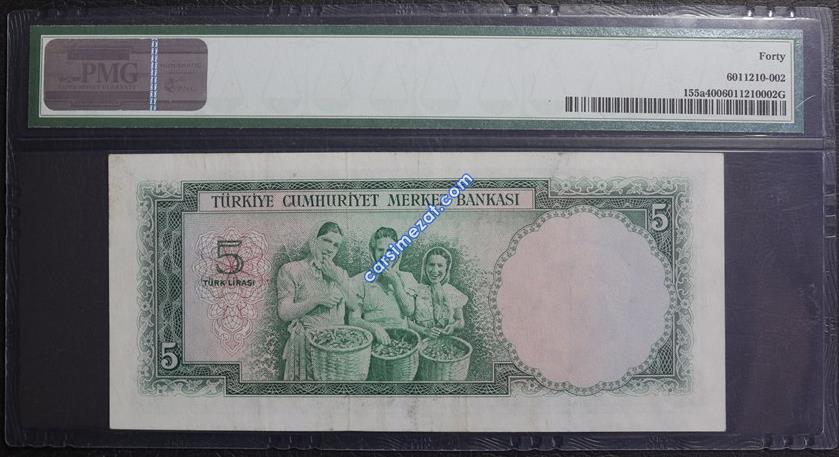 PMG
Forty
6011210-002
155a4006011210002G
TÜRKİYE CUMHURİYET MERKEZ BANKASI
5
5
TÜRK LİRASI
5
carsimezat.com